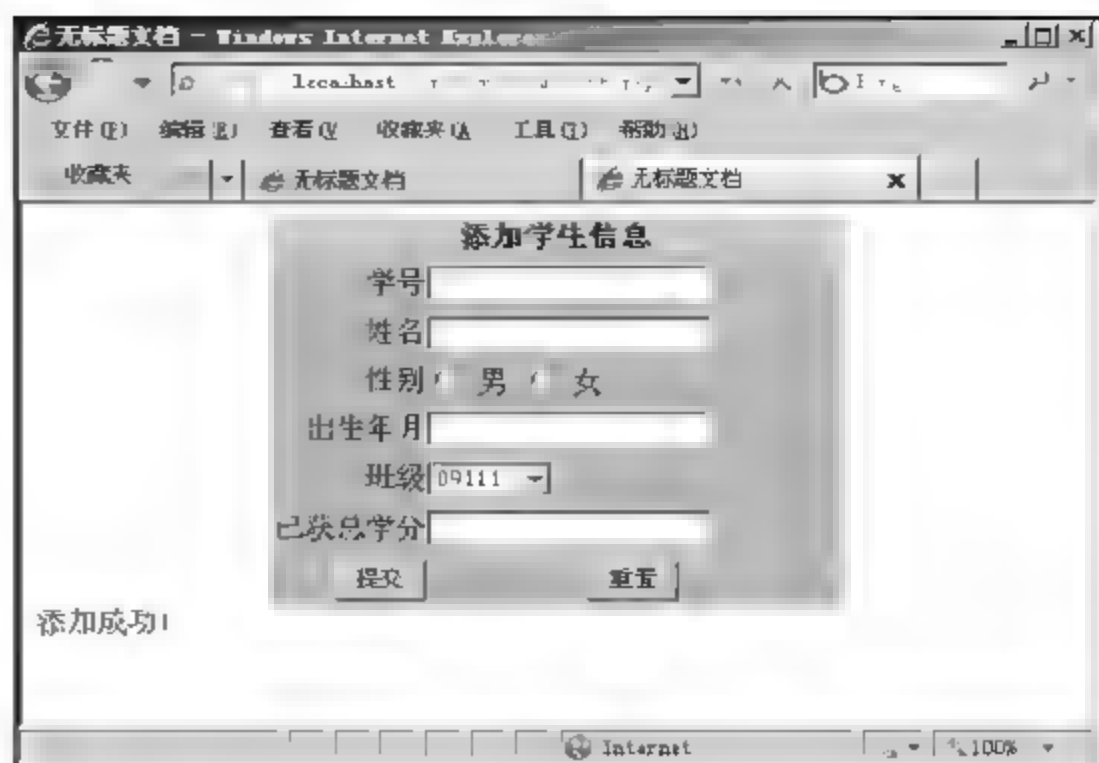 无标题文档 - Windows Internet Explorer
文件(F) 编辑(E) 查看(V 收藏夹(A 工具(T) 帮助(H)
收藏夹 无标题文档 无标题文档
添加学生信息
学号
姓名
性别 男 女
出生年月
班级 09111
已获总学分
提交 重置
添加成功!
Internet 100%